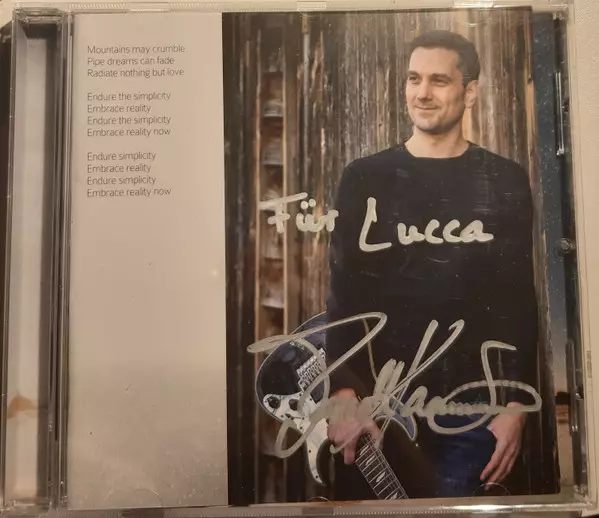 Mountains may crumble
Pipe dreams can fade
Radiate nothing but love
Endure the simplicity
Embrace reality
Endure the simplicity
Embrace reality now
Endure simplicity
Embrace reality
Endure simplicity
Embrace reality now
Für Lucca